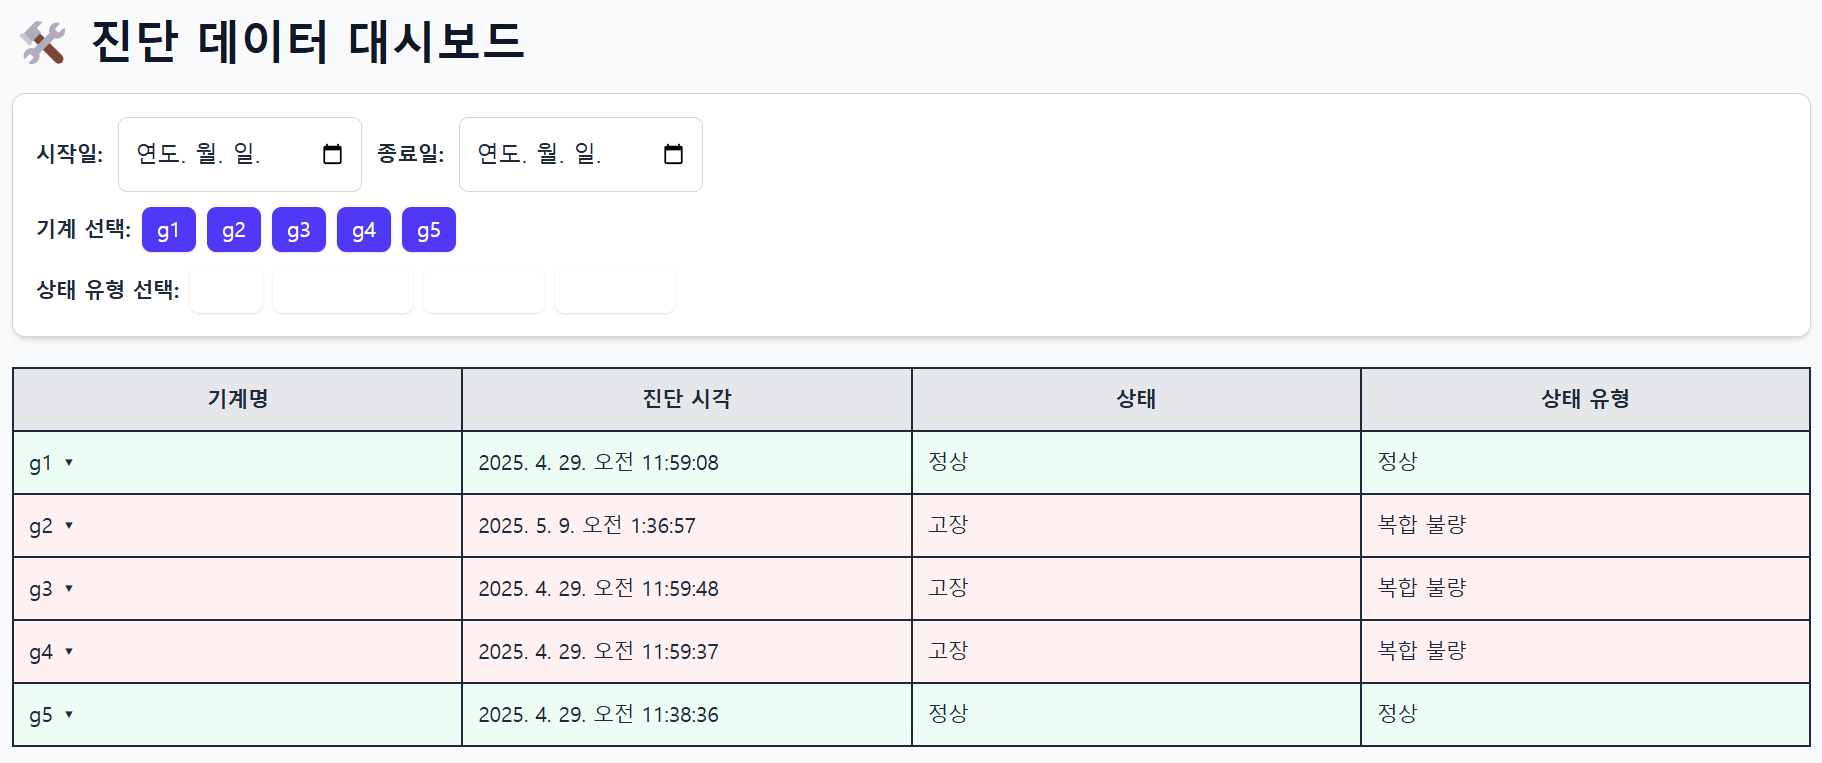 진단 데이터 대시보드
시작일: 연도. 월. 일. 종료일: 연도. 월. 일.
기계 선택: g1 g2 g3 g4 g5
상태 유형 선택:
기계명 진단 시각 상태 상태 유형
g1 ▼ 2025. 4. 29. 오전 11:59:08 정상 정상
g2 ▼ 2025. 5. 9. 오전 1:36:57 고장 복합 불량
g3 ▼ 2025. 4. 29. 오전 11:59:48 고장 복합 불량
g4 ▼ 2025. 4. 29. 오전 11:59:37 고장 복합 불량
g5 ▼ 2025. 4. 29. 오전 11:38:36 정상 정상